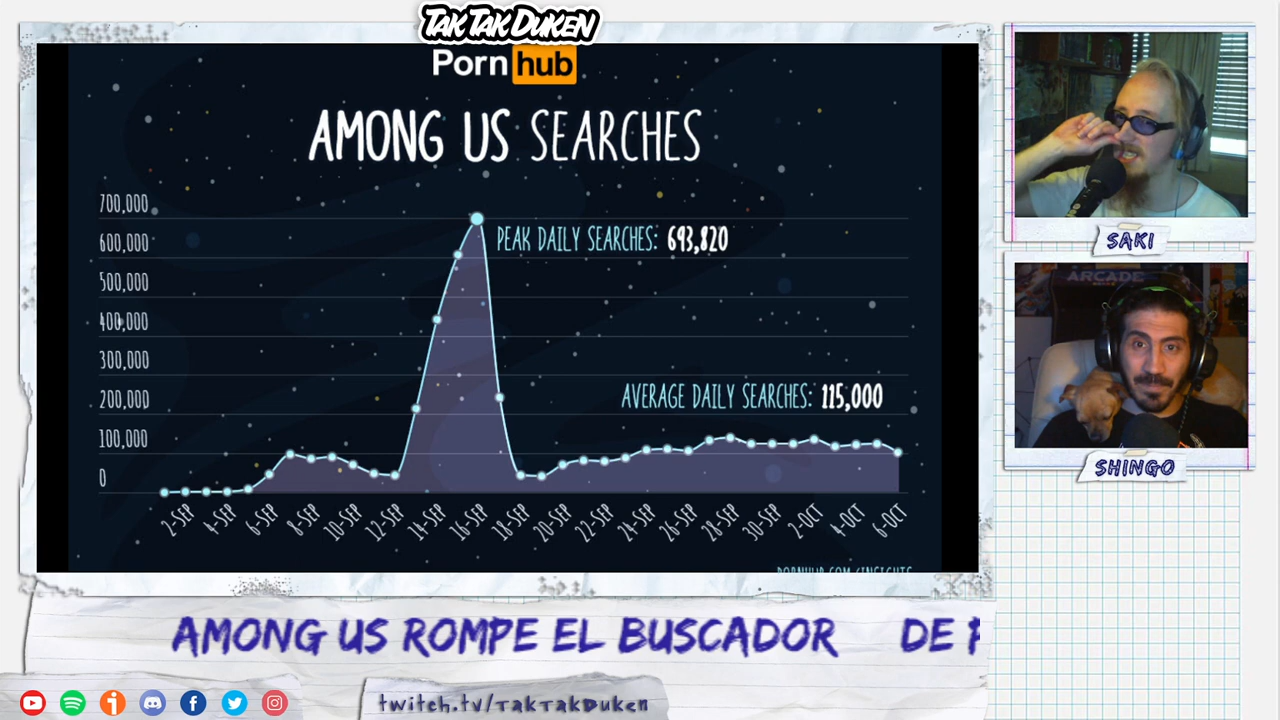 TAK TAK DUKEN
Porn hub
AMONG US SEARCHES
700,000
600,000
500,000
400,000
300,000
200,000
100,000
0
PEAK DAILY SEARCHES: 693,820
AVERAGE DAILY SEARCHES: 115,000
2-SEP 4-SEP 6-SEP 8-SEP 10-SEP 12-SEP 14-SEP 16-SEP 18-SEP 20-SEP 22-SEP 24-SEP 26-SEP 28-SEP 30-SEP 2-OCT 4-OCT 6-OCT
PORNHUB.COM/INSIGHTS
SAKI
ARCADE
SHINGO
AMONG US ROMPE EL BUSCADOR DE
twitch.tv/TAKTAKDUKEN